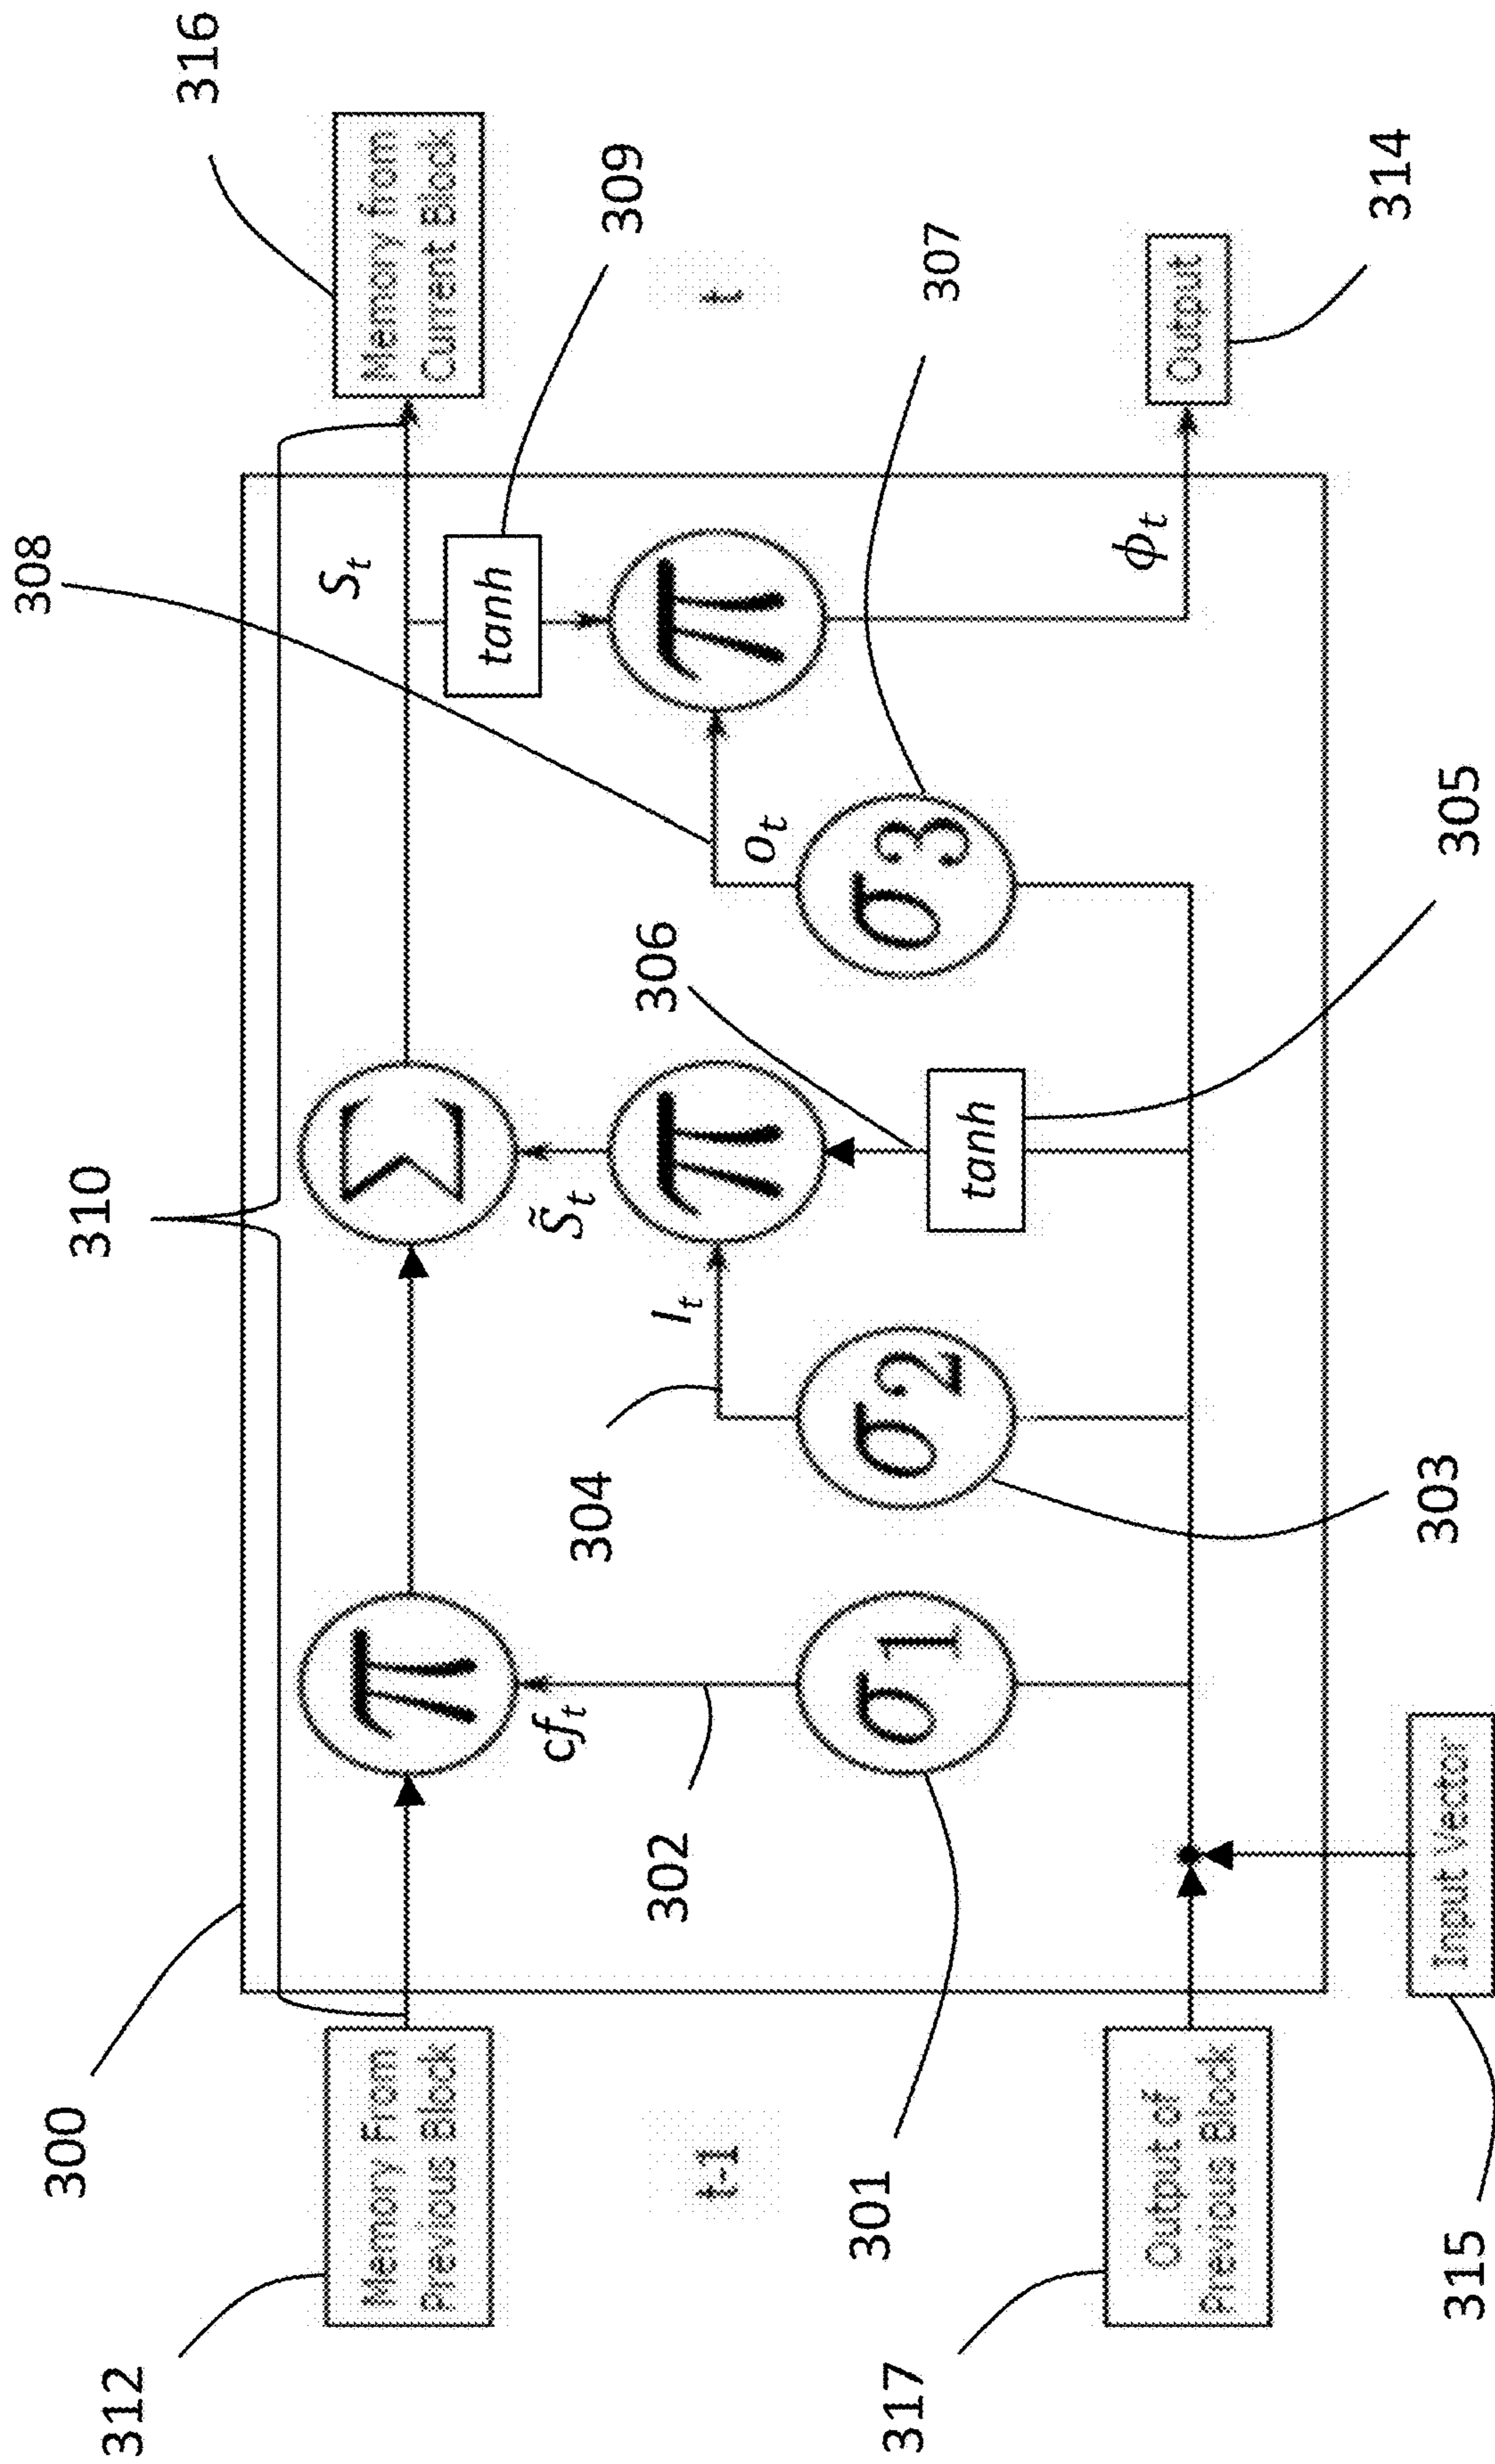 308
310
300
312
316
Memory From
Previous Block
π
Σ
S_t
Memory from
Current Block
cf_t
S̃_t
tanh
309
304
I_t
306
302
t-1
π
o_t
π
t
301
σ1
σ2
tanh
σ3
307
317
Output of
Previous Block
ϕ_t
Output
314
315
Input Vector
303
305